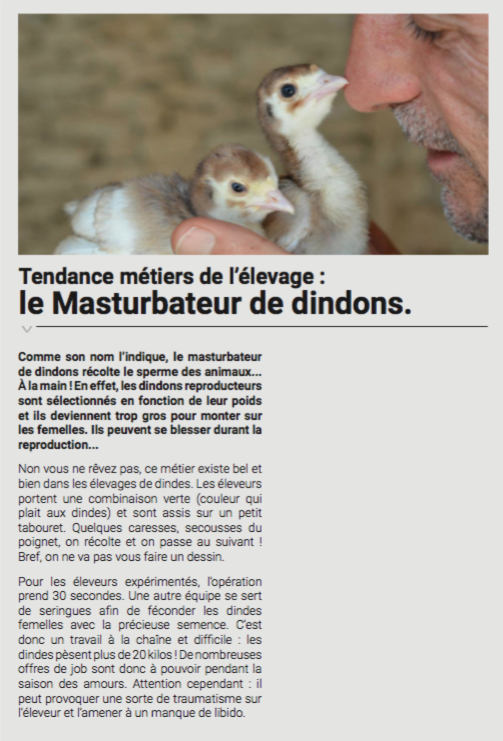 Tendance métiers de l'élevage :
le Masturbateur de dindons.
Comme son nom l'indique, le masturbateur
de dindons récolte le sperme des animaux...
À la main ! En effet, les dindons reproducteurs
sont sélectionnés en fonction de leur poids
et ils deviennent trop gros pour monter sur
les femelles. Ils peuvent se blesser durant la
reproduction...
Non vous ne rêvez pas, ce métier existe bel et
bien dans les élevages de dindes. Les éleveurs
portent une combinaison verte (couleur qui
plait aux dindes) et sont assis sur un petit
tabouret. Quelques caresses, secousses du
poignet, on récolte et on passe au suivant !
Bref, on ne va pas vous faire un dessin.
Pour les éleveurs expérimentés, l'opération
prend 30 secondes. Une autre équipe se sert
de seringues afin de féconder les dindes
femelles avec la précieuse semence. C'est
donc un travail à la chaîne et difficile : les
dindes pèsent plus de 20 kilos ! De nombreuses
offres de job sont donc à pouvoir pendant la
saison des amours. Attention cependant : il
peut provoquer une sorte de traumatisme sur
l'éleveur et l'amener à un manque de libido.